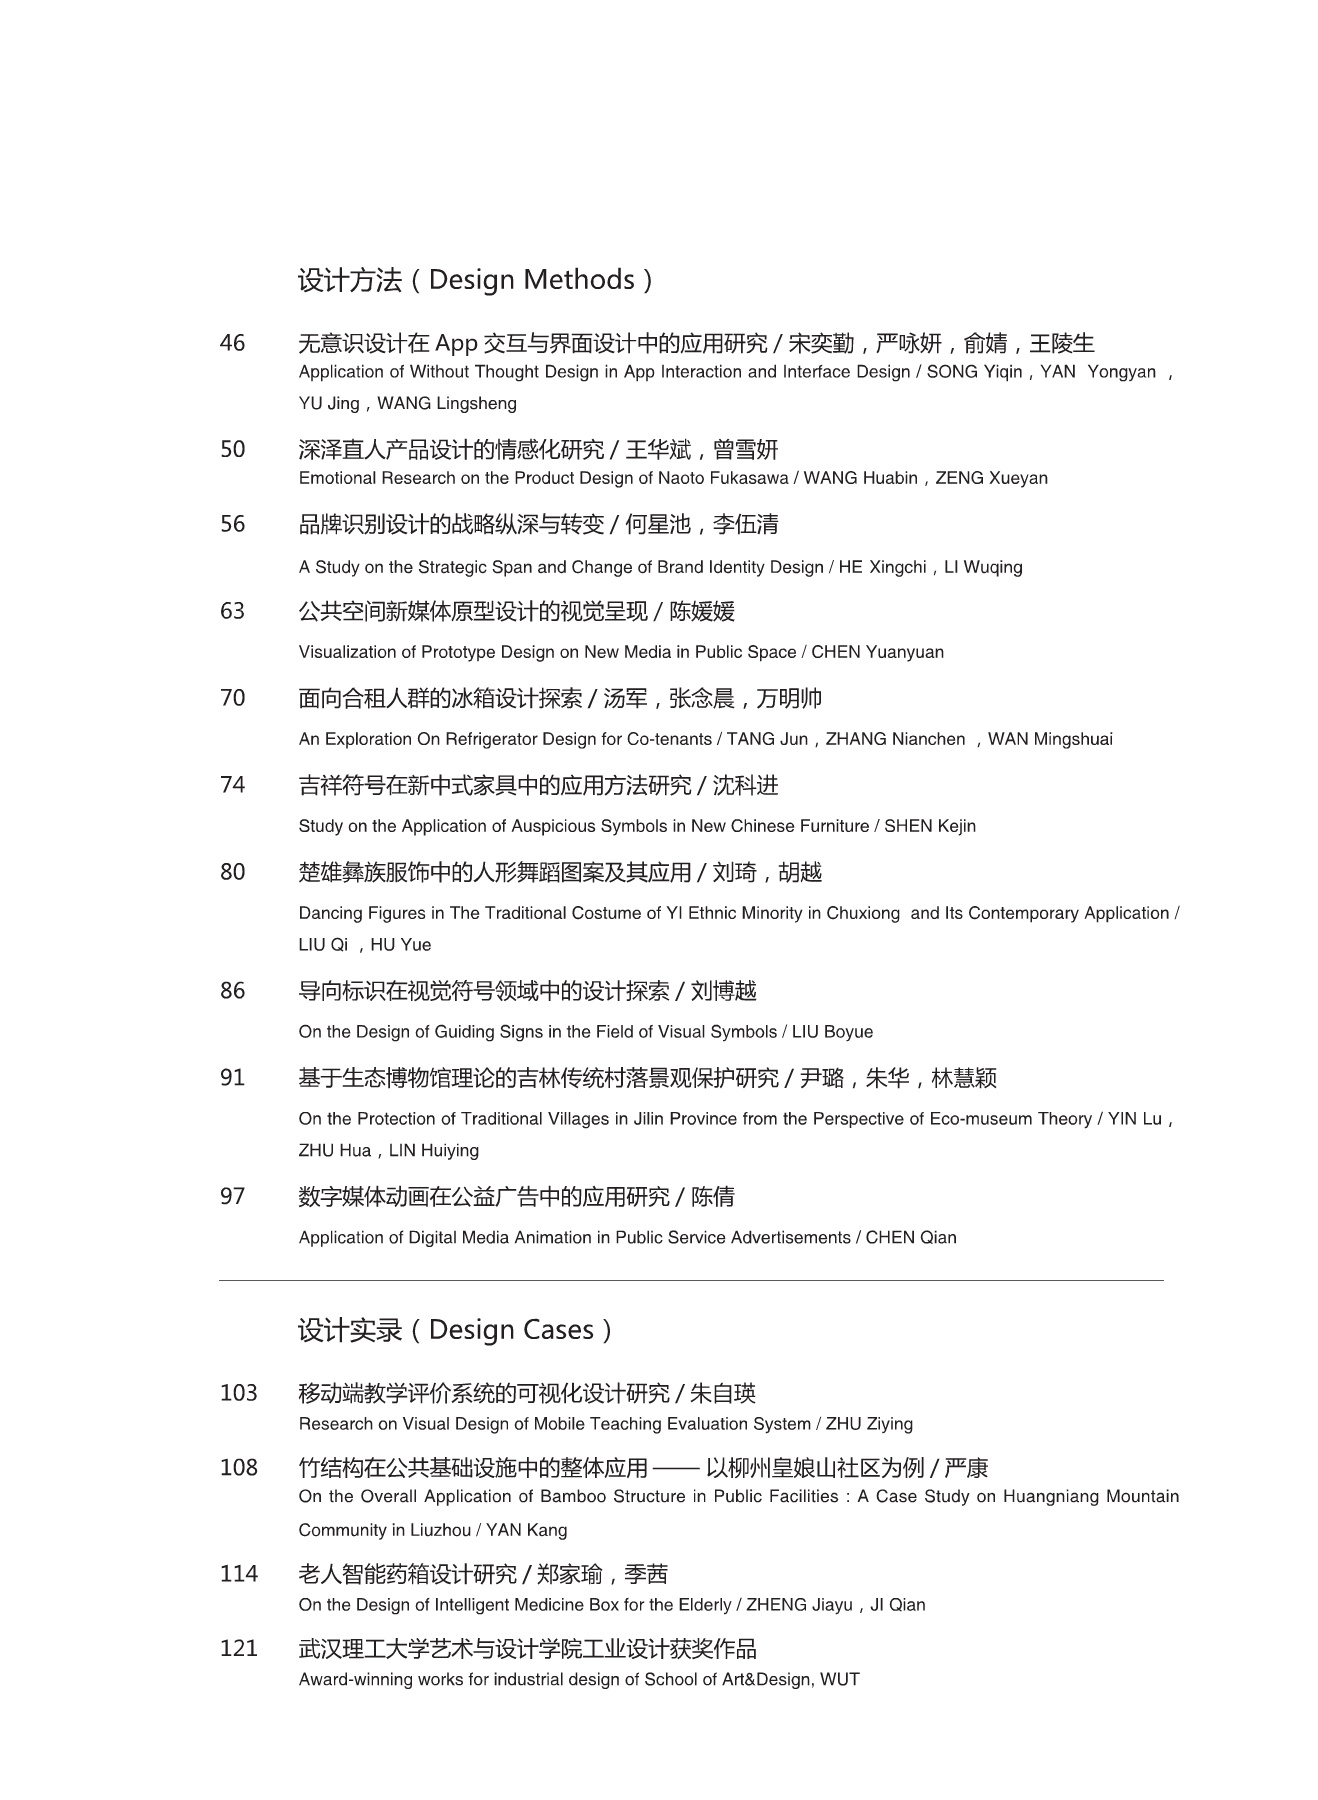 设计方法（Design Methods）
46 无意识设计在 App 交互与界面设计中的应用研究 / 宋奕勤，严咏妍，俞婧，王陵生
Application of Without Thought Design in App Interaction and Interface Design / SONG Yiqin，YAN Yongyan ，
YU Jing，WANG Lingsheng
50 深泽直人产品设计的情感化研究 / 王华斌，曾雪妍
Emotional Research on the Product Design of Naoto Fukasawa / WANG Huabin，ZENG Xueyan
56 品牌识别设计的战略纵深与转变 / 何星池，李伍清
A Study on the Strategic Span and Change of Brand Identity Design / HE Xingchi，LI Wuqing
63 公共空间新媒体原型设计的视觉呈现 / 陈媛媛
Visualization of Prototype Design on New Media in Public Space / CHEN Yuanyuan
70 面向合租人群的冰箱设计探索 / 汤军，张念晨，万明帅
An Exploration On Refrigerator Design for Co-tenants / TANG Jun，ZHANG Nianchen ，WAN Mingshuai
74 吉祥符号在新中式家具中的应用方法研究 / 沈科进
Study on the Application of Auspicious Symbols in New Chinese Furniture / SHEN Kejin
80 楚雄彝族服饰中的人形舞蹈图案及其应用 / 刘琦，胡越
Dancing Figures in The Traditional Costume of YI Ethnic Minority in Chuxiong and Its Contemporary Application /
LIU Qi ，HU Yue
86 导向标识在视觉符号领域中的设计探索 / 刘博越
On the Design of Guiding Signs in the Field of Visual Symbols / LIU Boyue
91 基于生态博物馆理论的吉林传统村落景观保护研究 / 尹璐，朱华，林慧颖
On the Protection of Traditional Villages in Jilin Province from the Perspective of Eco-museum Theory / YIN Lu，
ZHU Hua，LIN Huiying
97 数字媒体动画在公益广告中的应用研究 / 陈倩
Application of Digital Media Animation in Public Service Advertisements / CHEN Qian
设计实录（Design Cases）
103 移动端教学评价系统的可视化设计研究 / 朱自瑛
Research on Visual Design of Mobile Teaching Evaluation System / ZHU Ziying
108 竹结构在公共基础设施中的整体应用 —— 以柳州皇娘山社区为例 / 严康
On the Overall Application of Bamboo Structure in Public Facilities : A Case Study on Huangniang Mountain
Community in Liuzhou / YAN Kang
114 老人智能药箱设计研究 / 郑家瑜，季茜
On the Design of Intelligent Medicine Box for the Elderly / ZHENG Jiayu，JI Qian
121 武汉理工大学艺术与设计学院工业设计获奖作品
Award-winning works for industrial design of School of Art&Design, WUT